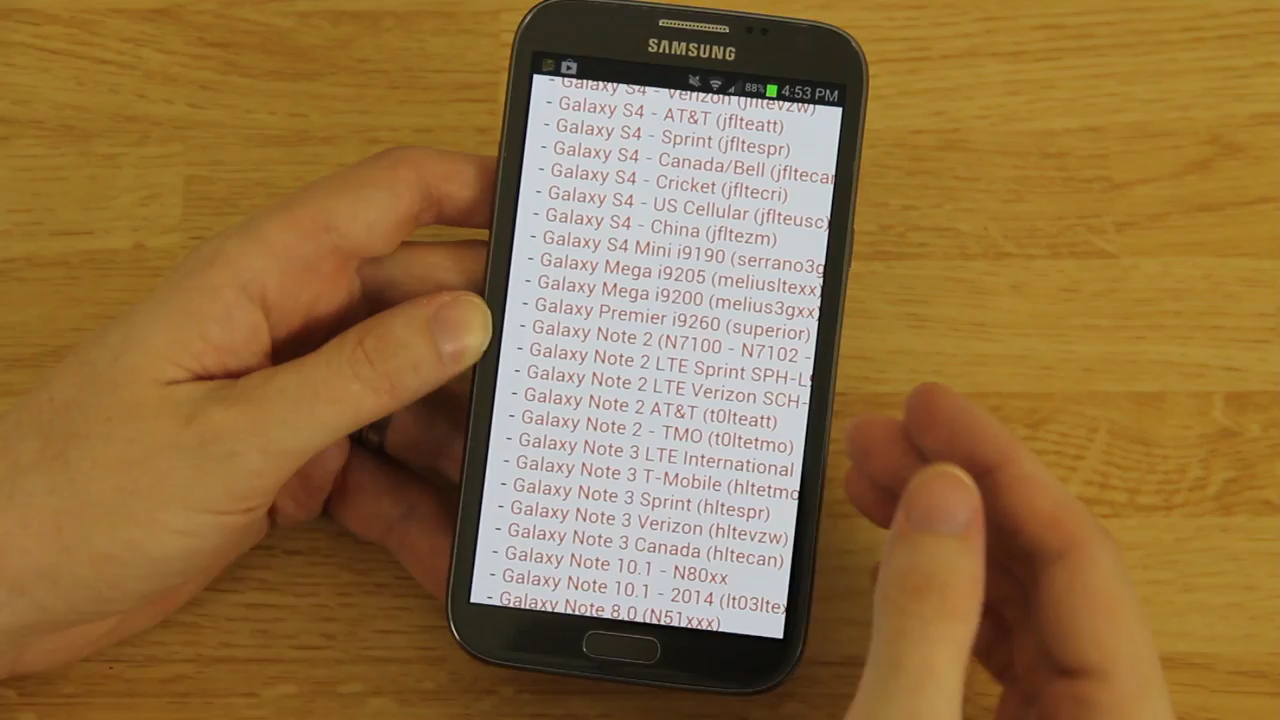 SAMSUNG
88% 4:53 PM
- Galaxy S4 - Verizon (jfltevzw)
- Galaxy S4 - AT&T (jflteatt)
- Galaxy S4 - Sprint (jfltespr)
- Galaxy S4 - Canada/Bell (jfltecan
- Galaxy S4 - Cricket (jfltecri)
- Galaxy S4 - US Cellular (jflteusc)
- Galaxy S4 - China (jfltezm)
- Galaxy S4 Mini i9190 (serrano3g
- Galaxy Mega i9205 (meliusltexx)
- Galaxy Mega i9200 (melius3gxx)
- Galaxy Premier i9260 (superior)
- Galaxy Note 2 (N7100 - N7102 -
- Galaxy Note 2 LTE Sprint SPH-L
- Galaxy Note 2 LTE Verizon SCH-
- Galaxy Note 2 AT&T (t0lteatt)
- Galaxy Note 2 - TMO (t0ltetmo)
- Galaxy Note 3 LTE International
- Galaxy Note 3 T-Mobile (hltetmo
- Galaxy Note 3 Sprint (hltespr)
- Galaxy Note 3 Verizon (hltevzw)
- Galaxy Note 3 Canada (hltecan)
- Galaxy Note 10.1 - N80xx
- Galaxy Note 10.1 - 2014 (lt03ltex
- Galaxy Note 8.0 (N51xxx)